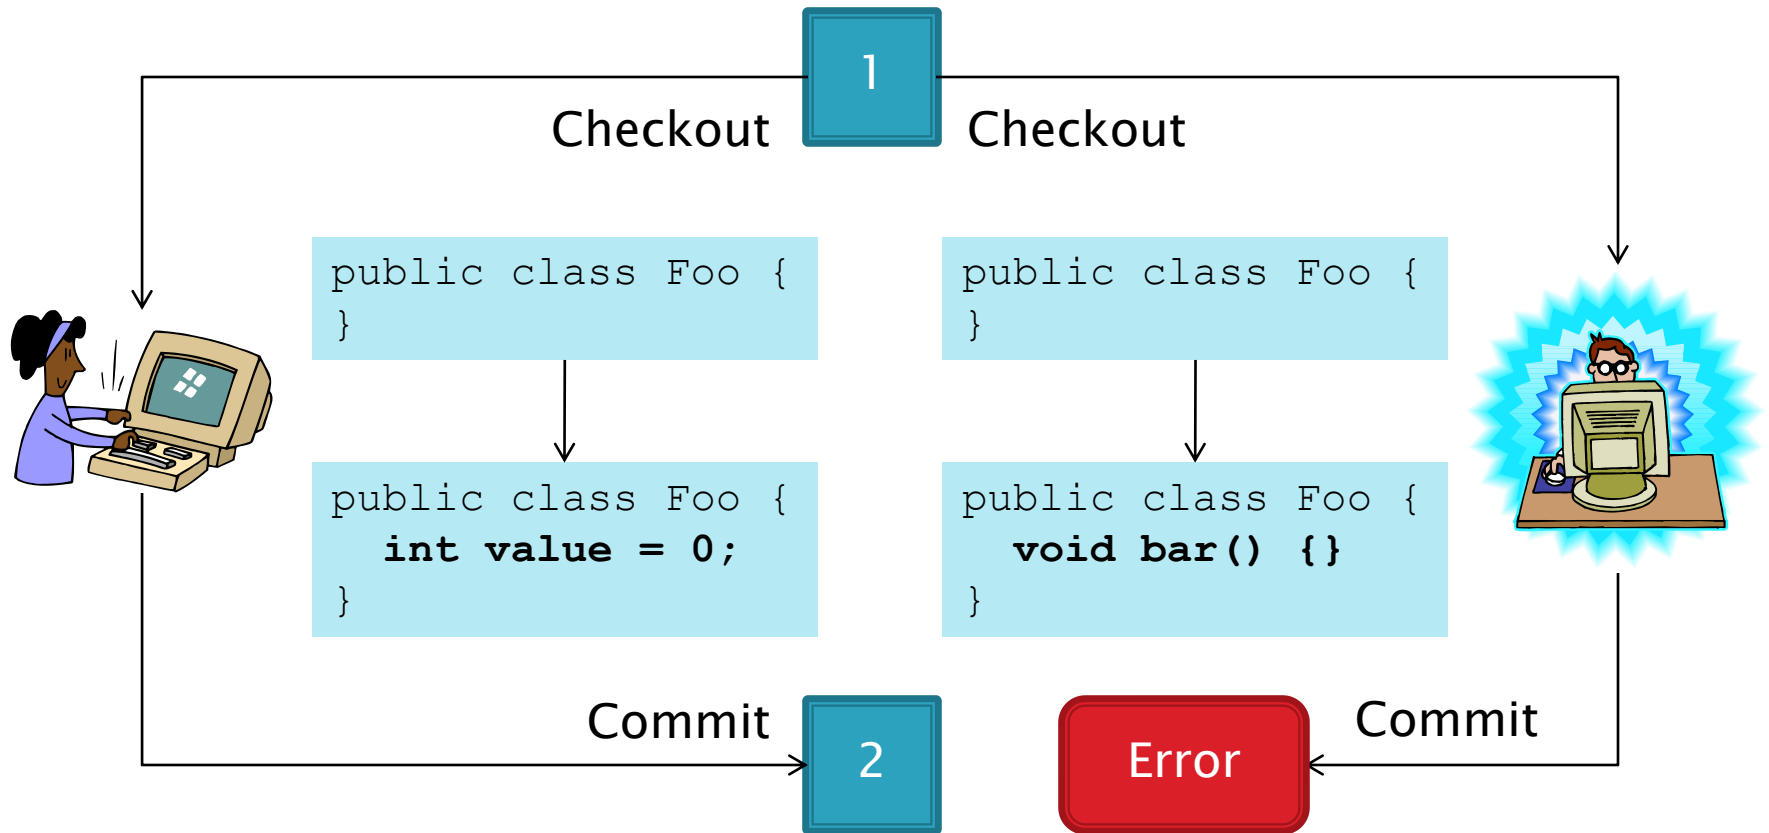 1
Checkout
Checkout
public class Foo {
}
public class Foo {
}
public class Foo {
  int value = 0;
}
public class Foo {
  void bar() {}
}
Commit
2
Error
Commit